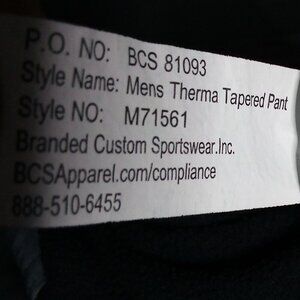 P.O. NO: BCS 81093
Style Name: Mens Therma Tapered Pant
Style NO: M71561
Branded Custom Sportswear.Inc.
BCSApparel.com/compliance
888-510-6455